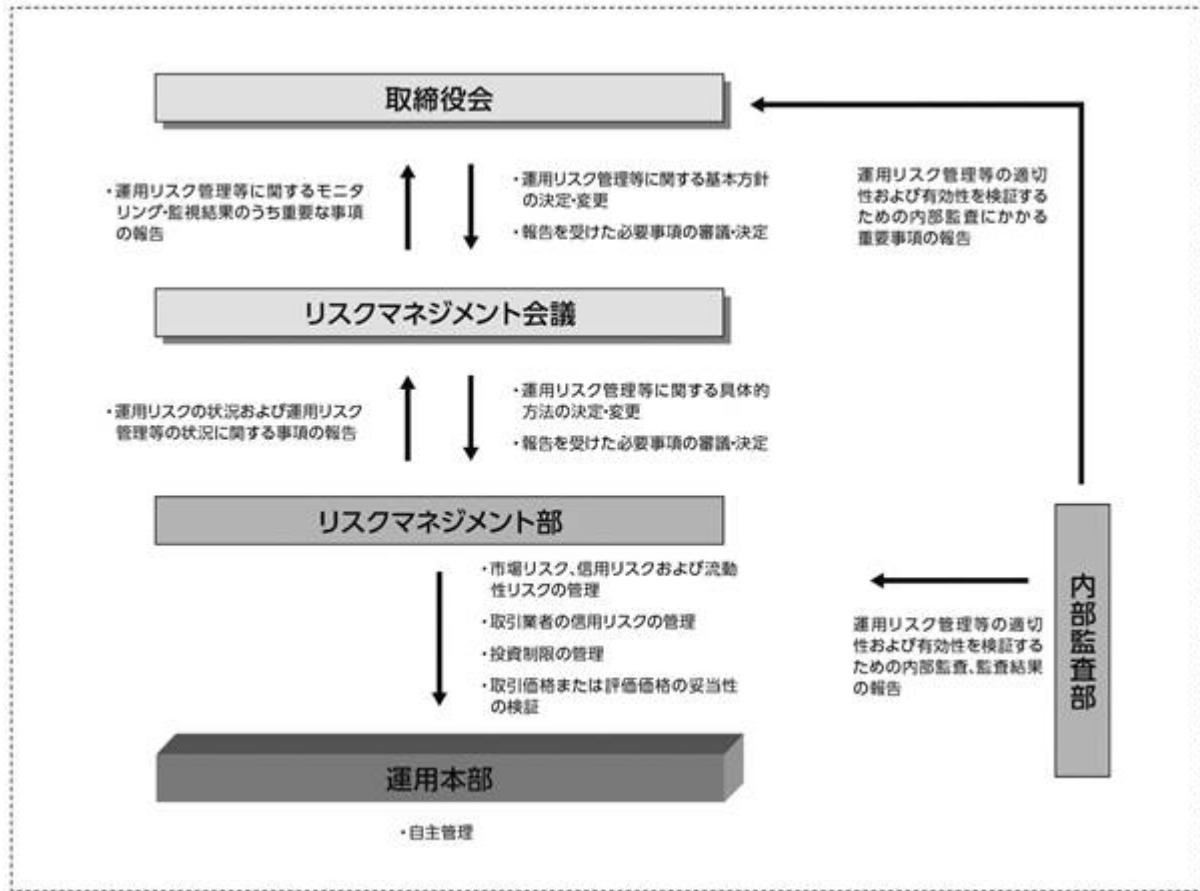 取締役会
・運用リスク管理等に関するモニタ
リング・監視結果のうち重要な事項
の報告
・運用リスク管理等に関する基本方針
の決定・変更
・報告を受けた必要事項の審議・決定
運用リスク管理等の適切
性および有効性を検証する
ための内部監査にかかる
重要事項の報告
リスクマネジメント会議
・運用リスクの状況および運用リスク
管理等の状況に関する事項の報告
・運用リスク管理等に関する具体的
方法の決定・変更
・報告を受けた必要事項の審議・決定
リスクマネジメント部
・市場リスク、信用リスクおよび流動
性リスクの管理
・取引業者の信用リスクの管理
・投資制限の管理
・取引価格または評価価格の妥当性
の検証
内部監査部
運用リスク管理等の適切
性および有効性を検証する
ための内部監査、監査結果
の報告
運用本部
・自主管理